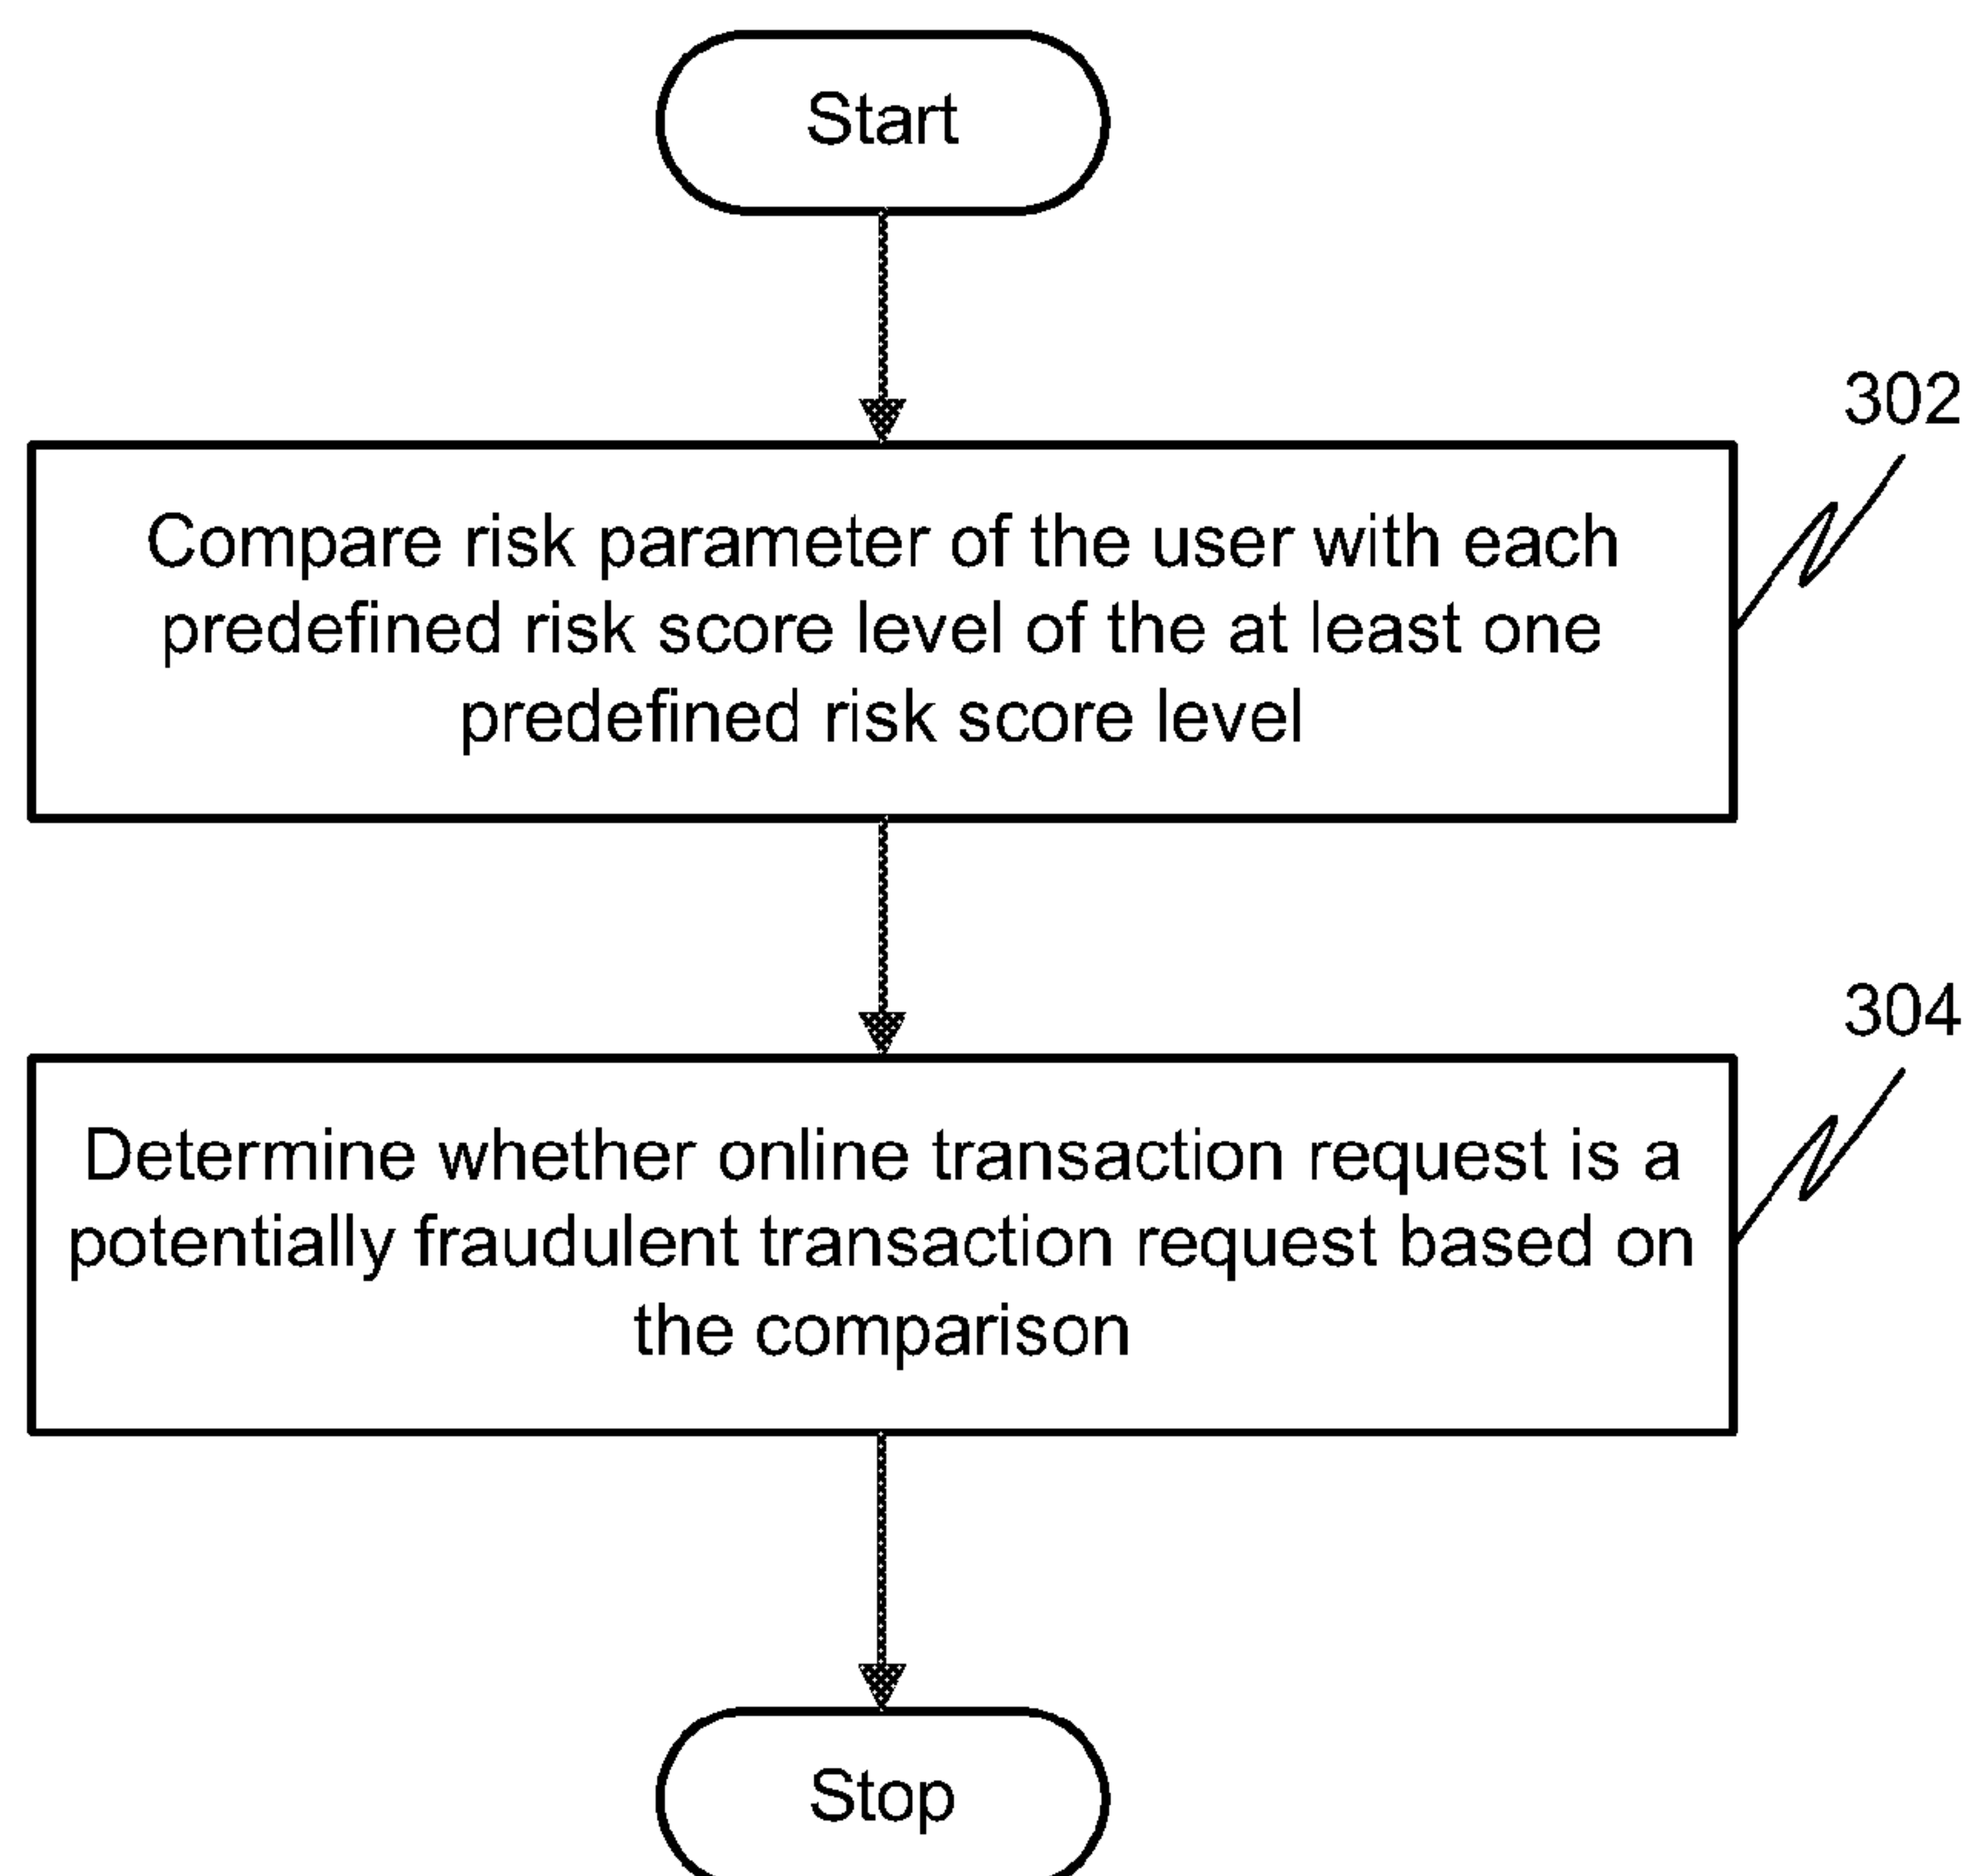 Start
302
Compare risk parameter of the user with each
predefined risk score level of the at least one
predefined risk score level
304
Determine whether online transaction request is a
potentially fraudulent transaction request based on
the comparison
Stop